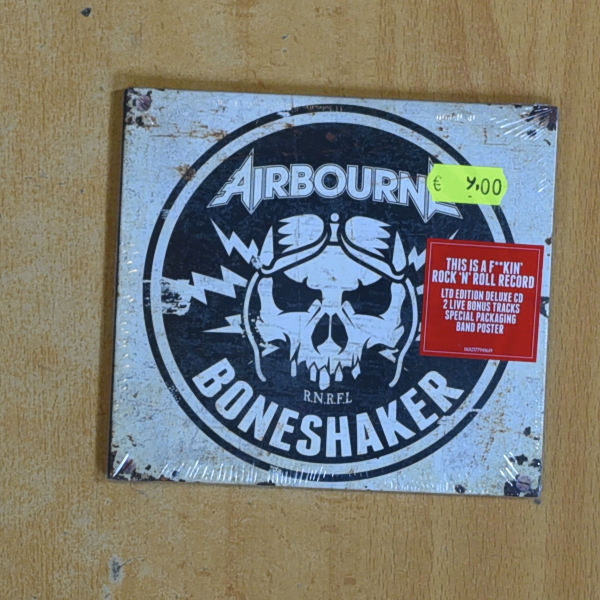 AIRBOURNE
€ 9,00
THIS IS A F**KIN'
ROCK 'N' ROLL RECORD
LTD EDITION DELUXE CD
2 LIVE BONUS TRACKS
SPECIAL PACKAGING
BAND POSTER
R.N.R.F.L
BONESHAKER